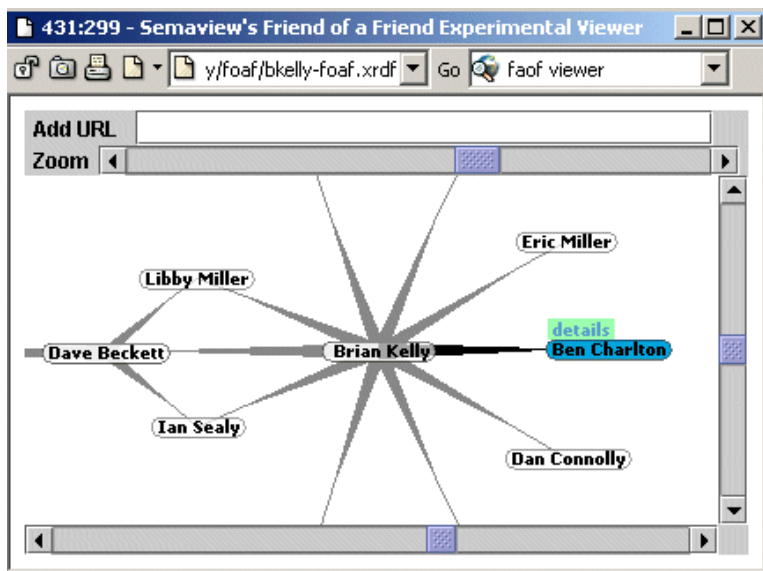 431:299 - Semaview's Friend of a Friend Experimental Viewer
y/foaf/bkelly-foaf.xrdf Go faof viewer
Add URL
Zoom
Eric Miller
Libby Miller
details
Dave Beckett Brian Kelly Ben Charlton
Ian Sealy
Dan Connolly